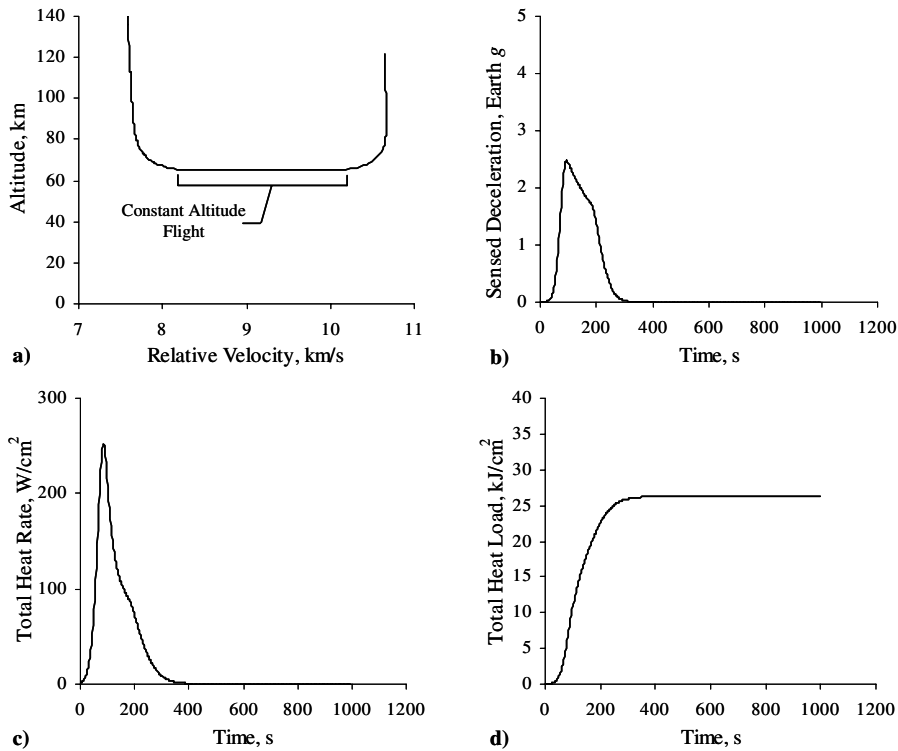 140
120
100
80
60
40
20
0
Altitude, km
Constant Altitude
Flight
7 8 9 10 11
Relative Velocity, km/s
a)
5
4
3
2
1
0
Sensed Deceleration, Earth g
0 200 400 600 800 1000 1200
Time, s
b)
300
200
100
0
Total Heat Rate, W/cm²
0 200 400 600 800 1000 1200
Time, s
c)
40
35
30
25
20
15
10
5
0
Total Heat Load, kJ/cm²
0 200 400 600 800 1000 1200
Time, s
d)